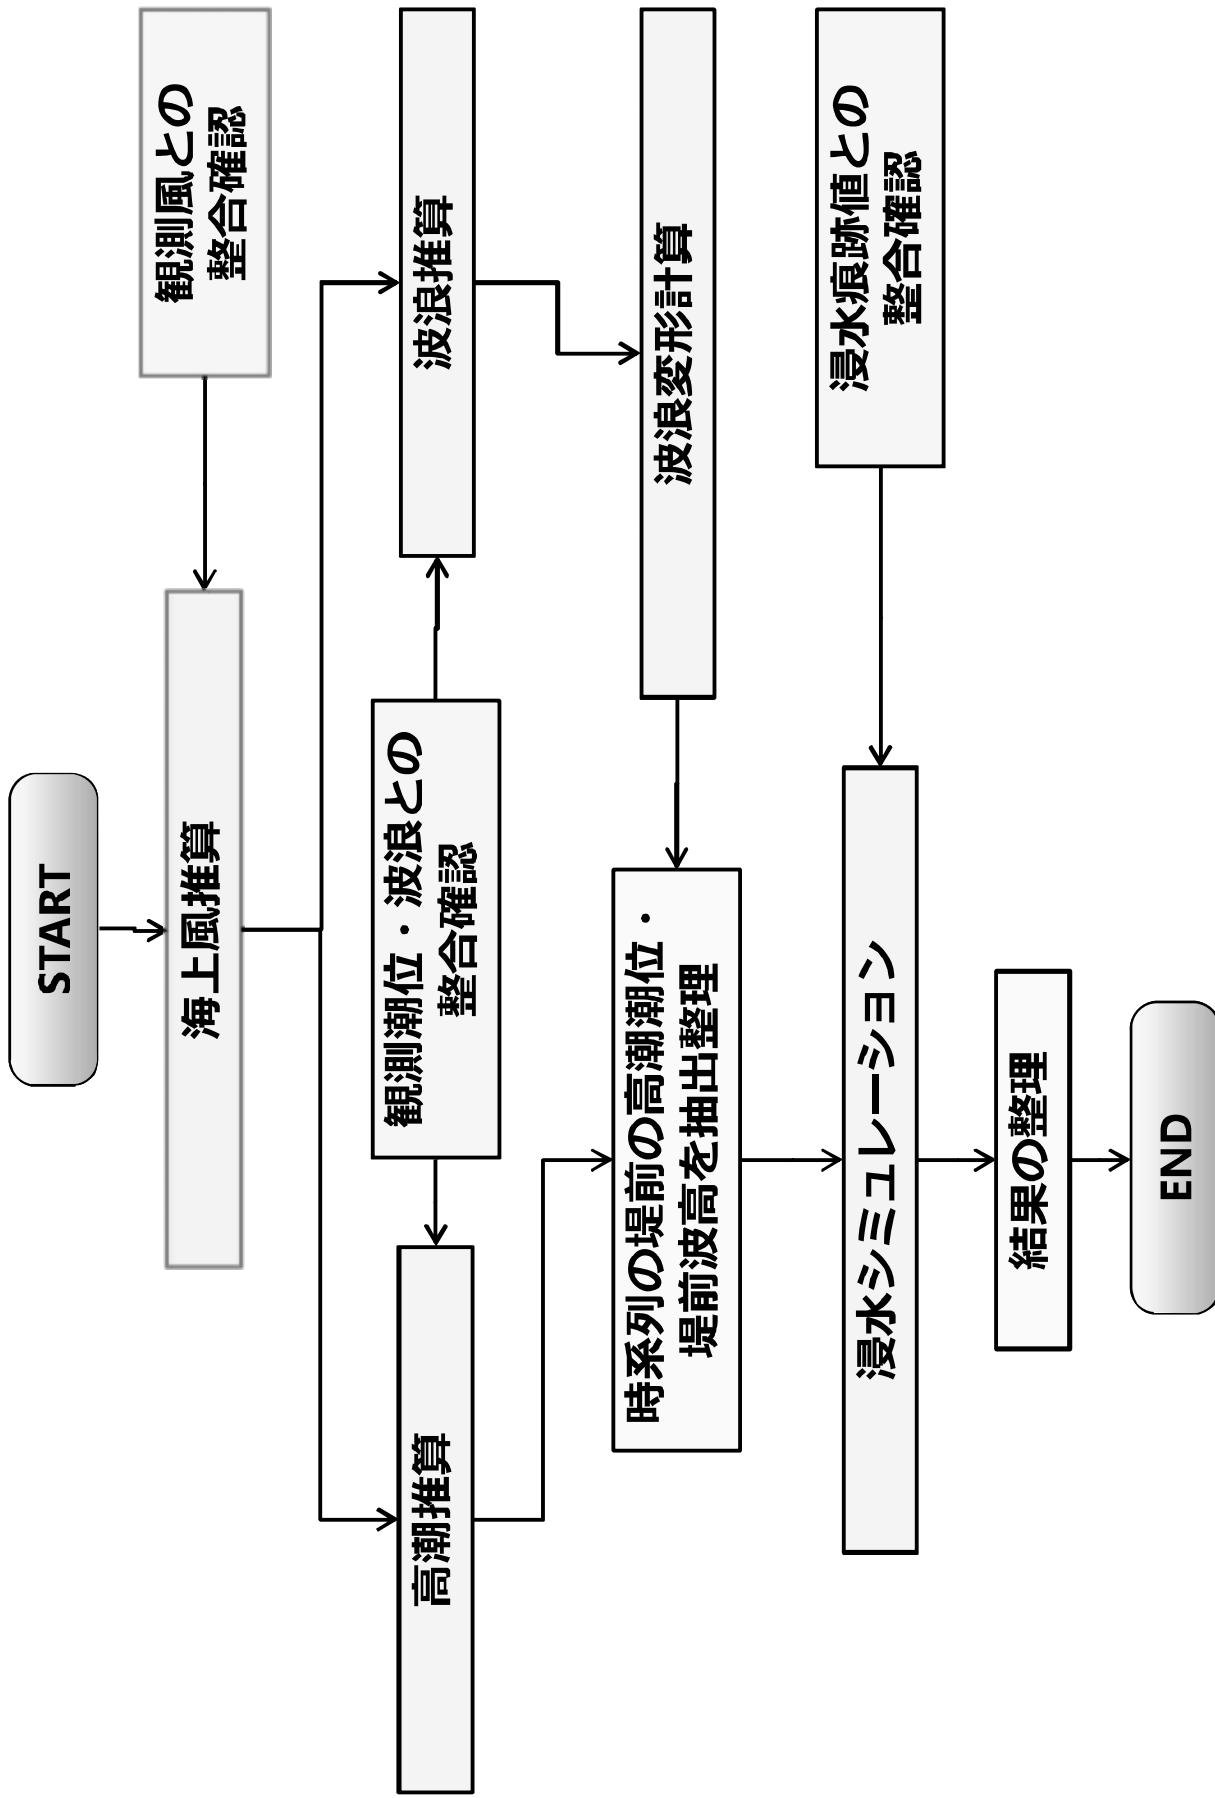 START
海上風推算
観測風との
整合確認
高潮推算
観測潮位・波浪との
整合確認
波浪推算
波浪変形計算
時系列の堤前の高潮潮位・
堤前波高を抽出整理
浸水シミュレーション
浸水痕跡値との
整合確認
結果の整理
END